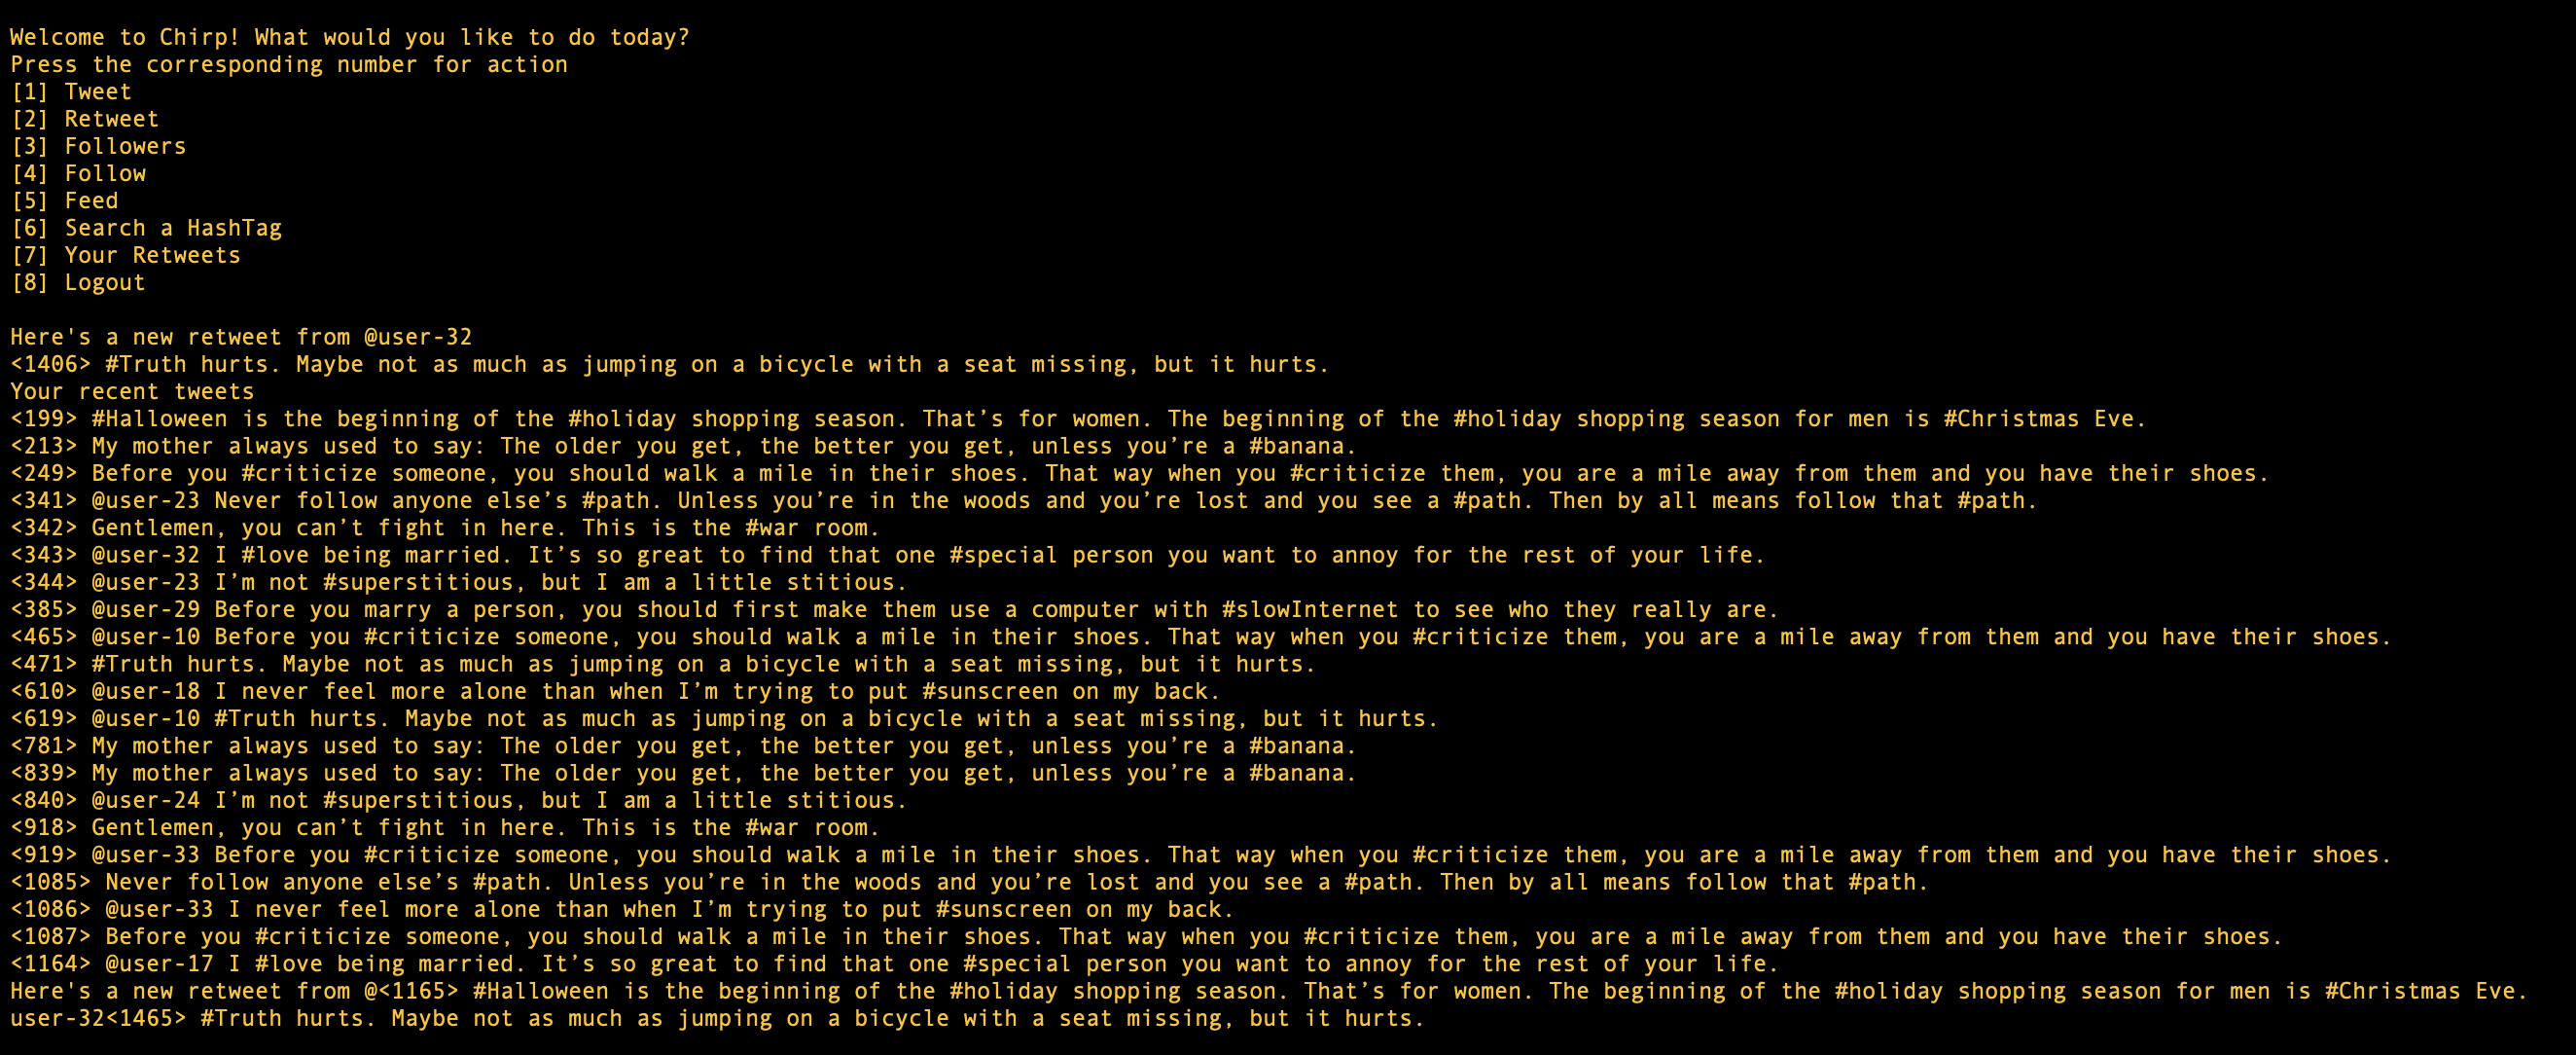 Welcome to Chirp! What would you like to do today?
Press the corresponding number for action
[1] Tweet
[2] Retweet
[3] Followers
[4] Follow
[5] Feed
[6] Search a HashTag
[7] Your Retweets
[8] Logout
Here's a new retweet from @user-32
<1406> #Truth hurts. Maybe not as much as jumping on a bicycle with a seat missing, but it hurts.
Your recent tweets
<199> #Halloween is the beginning of the #holiday shopping season. That’s for women. The beginning of the #holiday shopping season for men is #Christmas Eve.
<213> My mother always used to say: The older you get, the better you get, unless you’re a #banana.
<249> Before you #criticize someone, you should walk a mile in their shoes. That way when you #criticize them, you are a mile away from them and you have their shoes.
<341> @user-23 Never follow anyone else’s #path. Unless you’re in the woods and you’re lost and you see a #path. Then by all means follow that #path.
<342> Gentlemen, you can’t fight in here. This is the #war room.
<343> @user-32 I #love being married. It’s so great to find that one #special person you want to annoy for the rest of your life.
<344> @user-23 I’m not #superstitious, but I am a little stitious.
<385> @user-29 Before you marry a person, you should first make them use a computer with #slowInternet to see who they really are.
<465> @user-10 Before you #criticize someone, you should walk a mile in their shoes. That way when you #criticize them, you are a mile away from them and you have their shoes.
<471> #Truth hurts. Maybe not as much as jumping on a bicycle with a seat missing, but it hurts.
<610> @user-18 I never feel more alone than when I’m trying to put #sunscreen on my back.
<619> @user-10 #Truth hurts. Maybe not as much as jumping on a bicycle with a seat missing, but it hurts.
<781> My mother always used to say: The older you get, the better you get, unless you’re a #banana.
<839> My mother always used to say: The older you get, the better you get, unless you’re a #banana.
<840> @user-24 I’m not #superstitious, but I am a little stitious.
<918> Gentlemen, you can’t fight in here. This is the #war room.
<919> @user-33 Before you #criticize someone, you should walk a mile in their shoes. That way when you #criticize them, you are a mile away from them and you have their shoes.
<1085> Never follow anyone else’s #path. Unless you’re in the woods and you’re lost and you see a #path. Then by all means follow that #path.
<1086> @user-33 I never feel more alone than when I’m trying to put #sunscreen on my back.
<1087> Before you #criticize someone, you should walk a mile in their shoes. That way when you #criticize them, you are a mile away from them and you have their shoes.
<1164> @user-17 I #love being married. It’s so great to find that one #special person you want to annoy for the rest of your life.
Here's a new retweet from @<1165> #Halloween is the beginning of the #holiday shopping season. That’s for women. The beginning of the #holiday shopping season for men is #Christmas Eve.
user-32<1465> #Truth hurts. Maybe not as much as jumping on a bicycle with a seat missing, but it hurts.